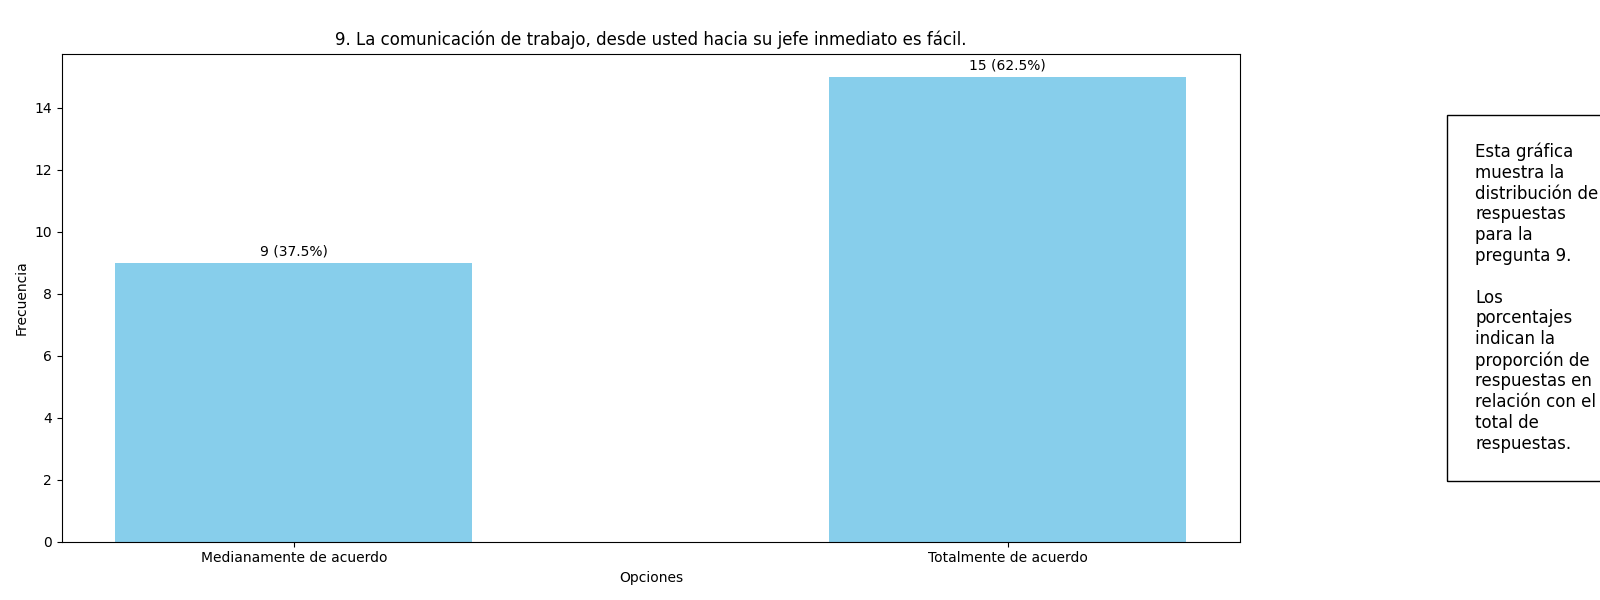 9. La comunicación de trabajo, desde usted hacia su jefe inmediato es fácil.
15 (62.5%)
9 (37.5%)
14
12
10
8
6
4
2
0
Frecuencia
Medianamente de acuerdo
Totalmente de acuerdo
Opciones
Esta gráfica
muestra la
distribución de
respuestas
para la
pregunta 9.
Los
porcentajes
indican la
proporción de
respuestas en
relación con el
total de
respuestas.